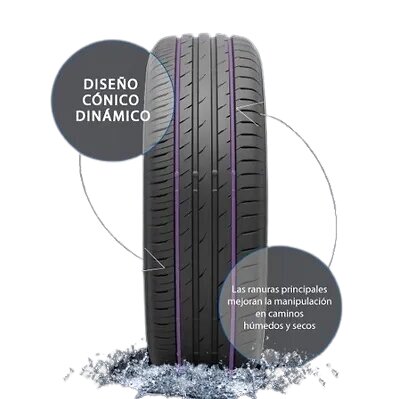 DISEÑO
CÓNICO
DINÁMICO
Las ranuras principales
mejoran la manipulación
en caminos
húmedos y secos